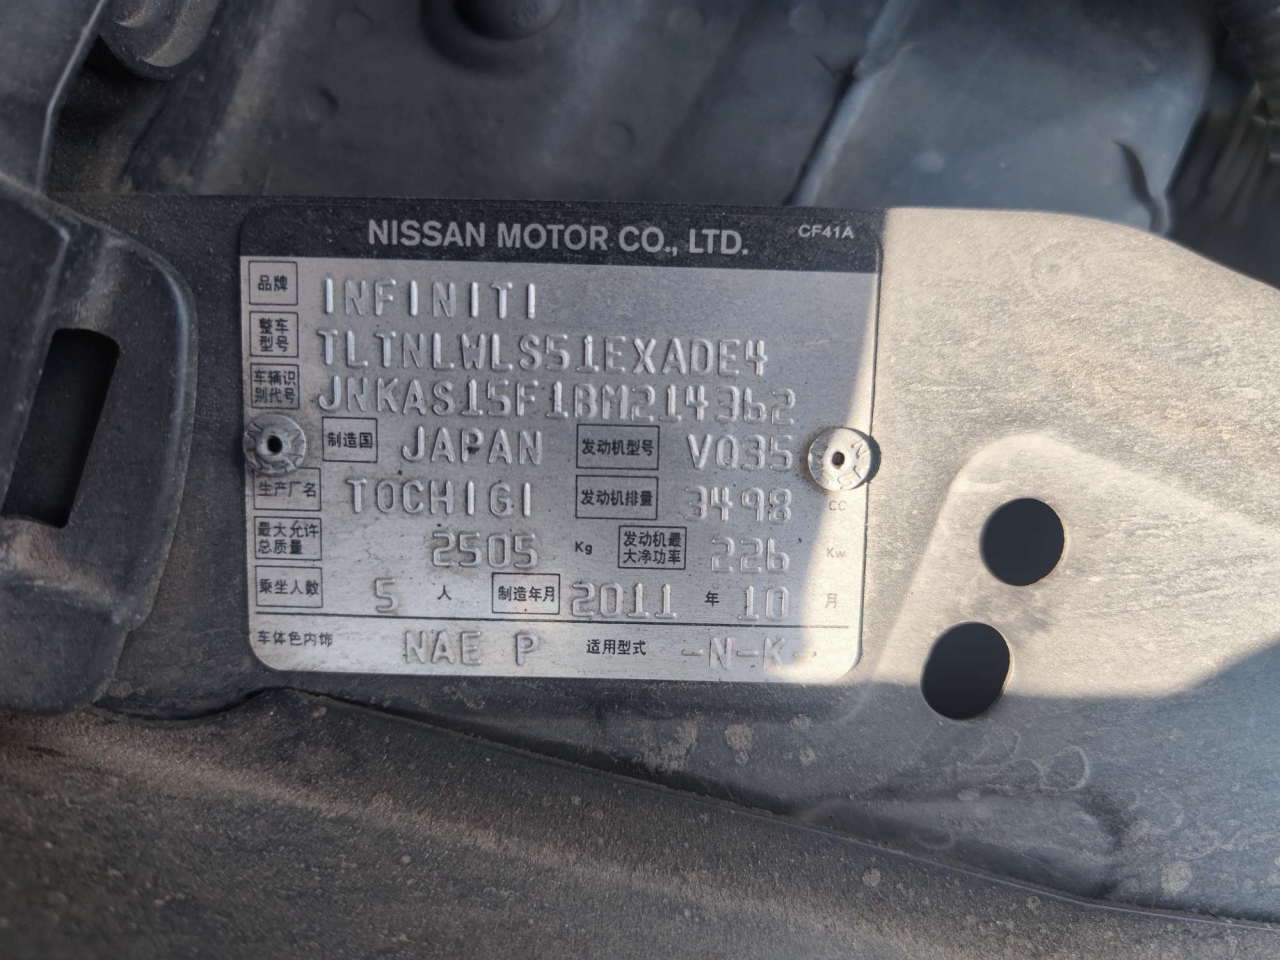 NISSAN MOTOR CO., LTD. CF41A
品牌 INFINITI
整车型号 TLTNLWLS51EXADE4
车辆识别代号 JNKAS15F1BM214362
制造国 JAPAN 发动机型号 VQ35
生产厂名 TOCHIGI 发动机排量 3498 CC
最大允许总质量 2505 Kg 发动机最大净功率 226 Kw
乘坐人数 5 人 制造年月 2011 年 10 月
车体色内饰 NAE P 适用型式 -N-K-